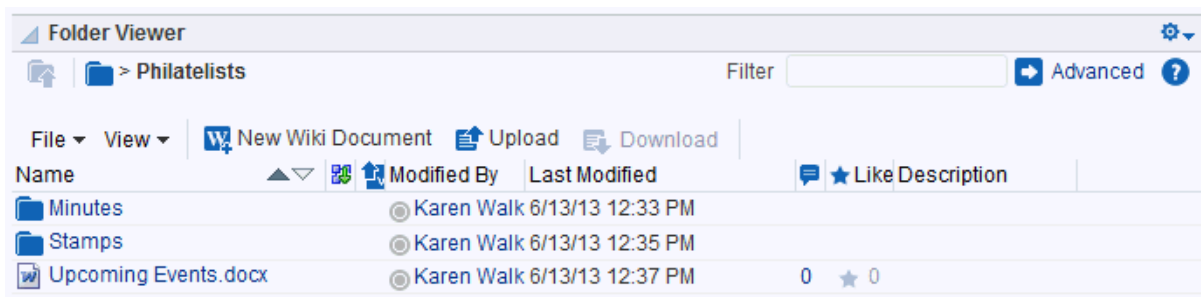 Folder Viewer
> Philatelists Filter Advanced ?
File View W New Wiki Document Upload Download
Name Modified By Last Modified Like Description
Minutes Karen Walk 6/13/13 12:33 PM
Stamps Karen Walk 6/13/13 12:35 PM
W Upcoming Events.docx Karen Walk 6/13/13 12:37 PM 0 0